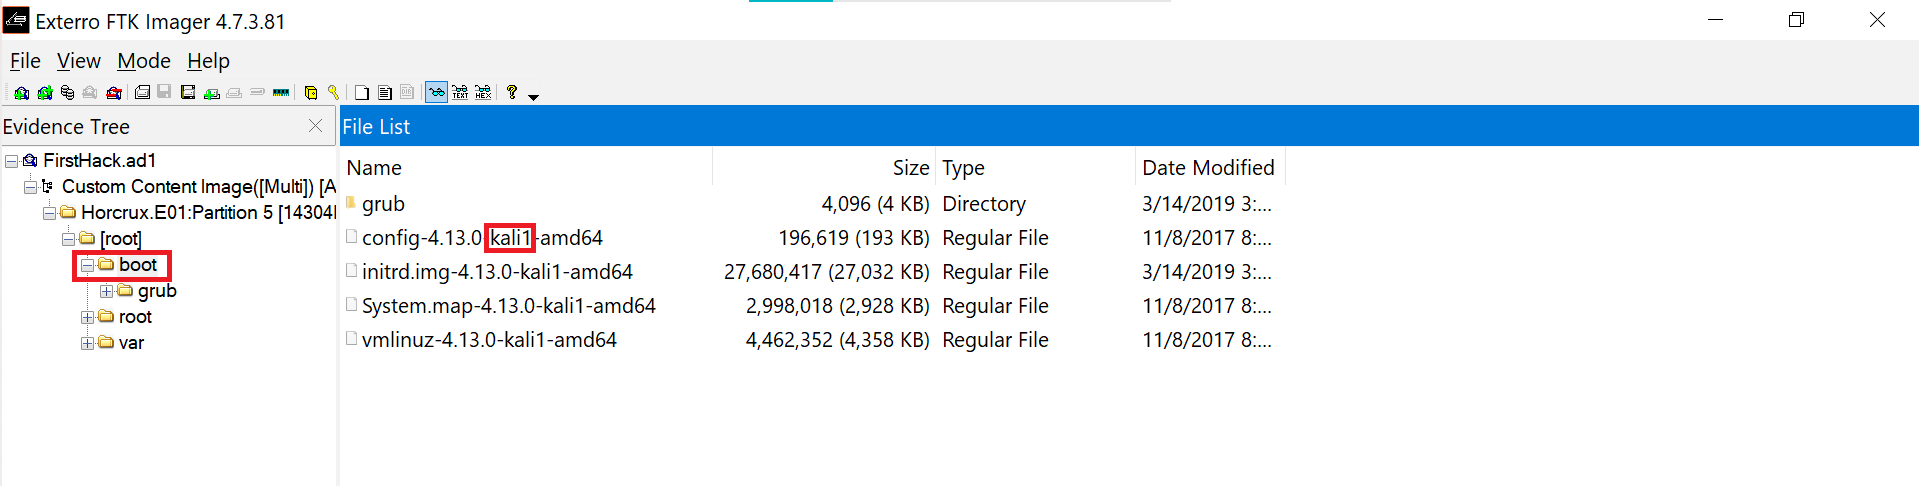 Exterro FTK Imager 4.7.3.81
File View Mode Help
Evidence Tree
File List
FirstHack.ad1
Custom Content Image([Multi]) [A
Horcrux.E01:Partition 5 [14304
[root]
boot
grub
root
var
Name Size Type Date Modified
grub 4,096 (4 KB) Directory 3/14/2019 3:...
config-4.13.0-kali1-amd64 196,619 (193 KB) Regular File 11/8/2017 8:...
initrd.img-4.13.0-kali1-amd64 27,680,417 (27,032 KB) Regular File 3/14/2019 3:...
System.map-4.13.0-kali1-amd64 2,998,018 (2,928 KB) Regular File 11/8/2017 8:...
vmlinuz-4.13.0-kali1-amd64 4,462,352 (4,358 KB) Regular File 11/8/2017 8:...